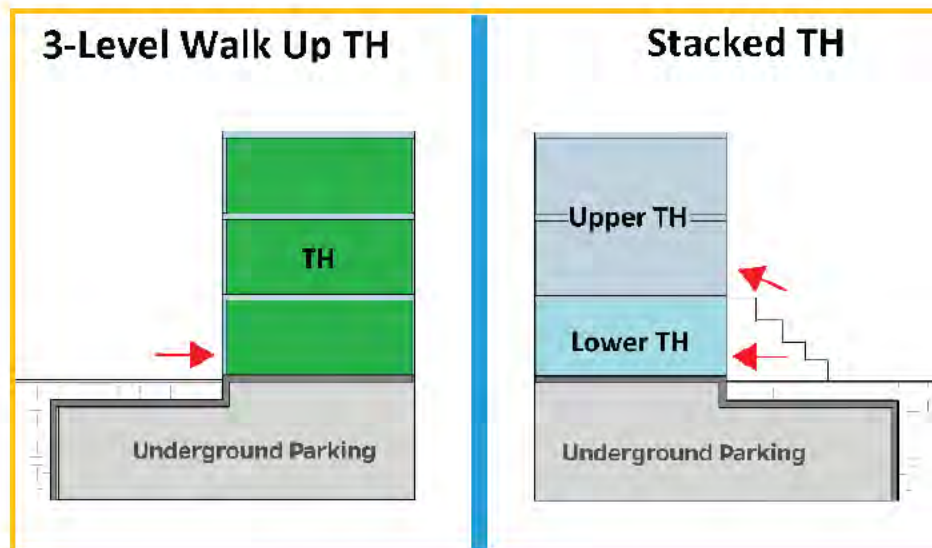 3-Level Walk Up TH
Stacked TH
TH
Underground Parking
Upper TH
Lower TH
Underground Parking